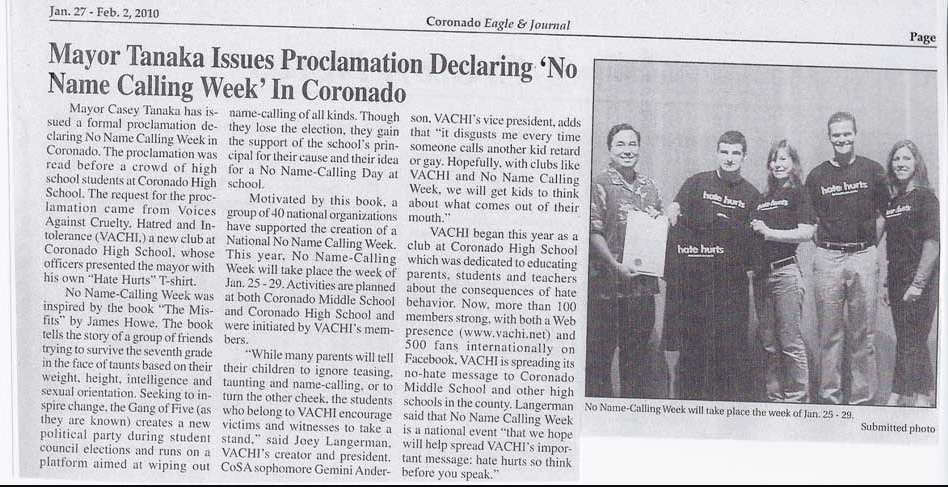 Jan. 27 - Feb. 2, 2010
Coronado Eagle & Journal
Page
Mayor Tanaka Issues Proclamation Declaring ‘No
Name Calling Week’ In Coronado
Mayor Casey Tanaka has is-
sued a formal proclamation de-
claring No Name Calling Week in
Coronado. The proclamation was
read before a crowd of high
school students at Coronado High
School. The request for the proc-
lamation came from Voices
Against Cruelty, Hatred and In-
tolerance (VACHI,) a new club at
Coronado High School, whose
officers presented the mayor with
his own “Hate Hurts” T-shirt.
No Name-Calling Week was
inspired by the book “The Mis-
fits” by James Howe. The book
tells the story of a group of friends
trying to survive the seventh grade
in the face of taunts based on their
weight, height, intelligence and
sexual orientation. Seeking to in-
spire change, the Gang of Five (as
they are known) creates a new
political party during student
council elections and runs on a
platform aimed at wiping out
name-calling of all kinds. Though
they lose the election, they gain
the support of the school's prin-
cipal for their cause and their idea
for a No Name-Calling Day at
school.
Motivated by this book, a
group of 40 national organizations
have supported the creation of a
National No Name Calling Week.
This year, No Name-Calling
Week will take place the week of
Jan. 25 - 29. Activities are planned
at both Coronado Middle School
and Coronado High School and
were initiated by VACHI's mem-
bers.
“While many parents will tell
their children to ignore teasing,
taunting and name-calling, or to
turn the other cheek, the students
who belong to VACHI encourage
victims and witnesses to take a
stand,” said Joey Langerman,
VACHI's creator and president.
CoSA sophomore Gemini Ander-
son, VACHI's vice president, adds
that “it disgusts me every time
someone calls another kid retard
or gay. Hopefully, with clubs like
VACHI and No Name Calling
Week, we will get kids to think
about what comes out of their
mouth.”
VACHI began this year as a
club at Coronado High School
which was dedicated to educating
parents, students and teachers
about the consequences of hate
behavior. Now, more than 100
members strong, with both a Web
presence (www.vachi.net) and
500 fans internationally on
Facebook, VACHI is spreading its
no-hate message to Coronado
Middle School and other high
schools in the county. Langerman
said that No Name Calling Week
is a national event “that we hope
will help spread VACHI's impor-
tant message: hate hurts so think
before you speak.”
hate hurts
hate hurts
hate hurts
hate hurts
hate hurts
No Name-Calling Week will take place the week of Jan. 25 - 29.
Submitted photo